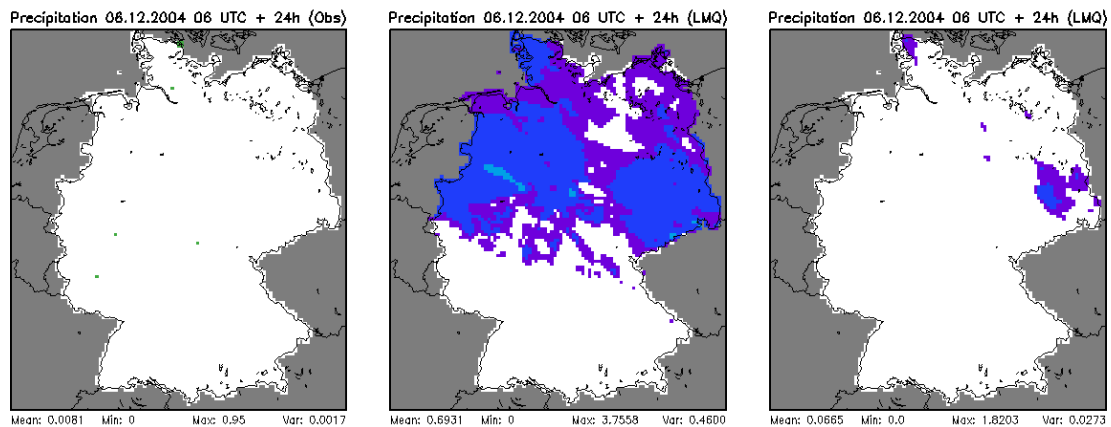 Precipitation 06.12.2004 06 UTC + 24h (Obs)
Precipitation 06.12.2004 06 UTC + 24h (LMQ)
Precipitation 06.12.2004 06 UTC + 24h (LMQ)
Mean: 0.0081 Min: 0 Max: 0.95 Var: 0.0017
Mean: 0.6931 Min: 0 Max: 3.7558 Var: 0.4600
Mean: 0.0665 Min: 0.0 Max: 1.8203 Var: 0.0273